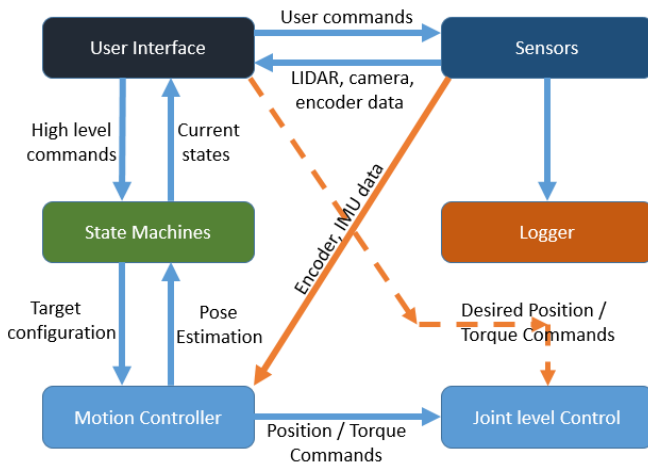 User commands
User Interface
Sensors
LIDAR, camera,
encoder data
High level
commands
Current
states
Encoder, IMU data
State Machines
Logger
Target
configuration
Pose
Estimation
Desired Position /
Torque Commands
Motion Controller
Joint level Control
Position / Torque
Commands